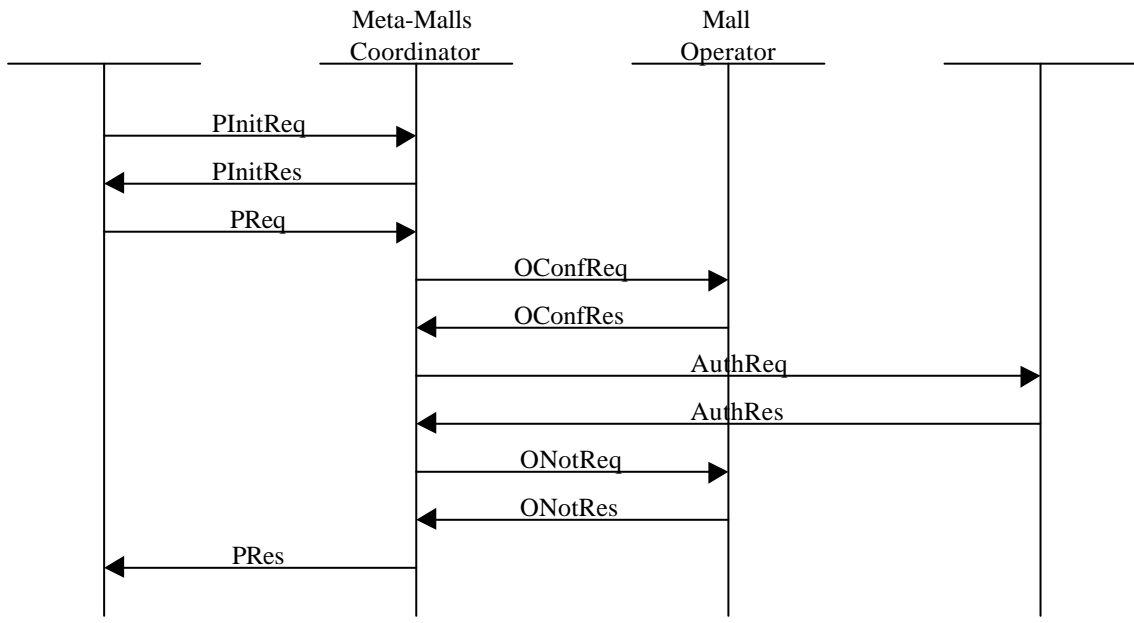 Meta-Malls
Coordinator
Mall
Operator
PInitReq
PInitRes
PReq
OConfReq
OConfRes
AuthReq
AuthRes
ONotReq
ONotRes
PRes